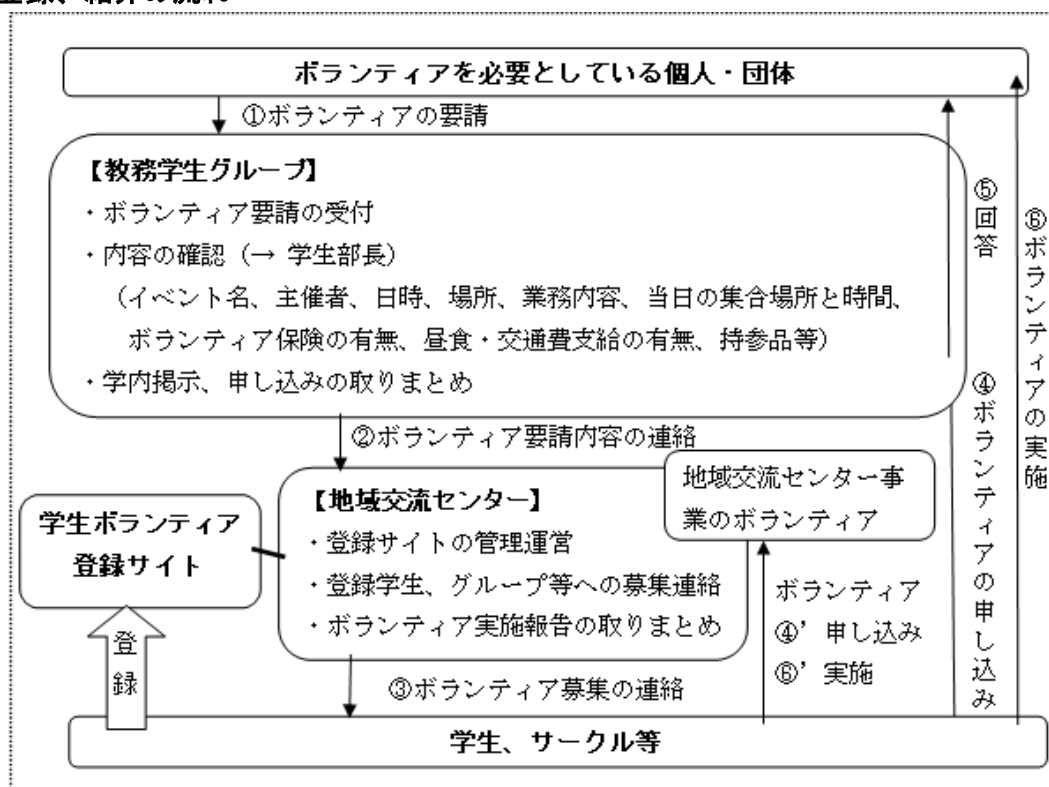 登録、紹介の流れ
ボランティアを必要としている個人・団体
①ボランティアの要請
【教務学生グループ】
・ボランティア要請の受付
・内容の確認（→ 学生部長）
（イベント名、主催者、日時、場所、業務内容、当日の集合場所と時間、
ボランティア保険の有無、昼食・交通費支給の有無、持参品等）
・学内掲示、申し込みの取りまとめ
⑤回答
⑥ボランティアの実施
②ボランティア要請内容の連絡
④ボランティアの申し込み
地域交流センター事
業のボランティア
【地域交流センター】
・登録サイトの管理運営
・登録学生、グループ等への募集連絡
・ボランティア実施報告の取りまとめ
学生ボランティア
登録サイト
登録
ボランティア
④’申し込み
⑥’実施
③ボランティア募集の連絡
学生、サークル等